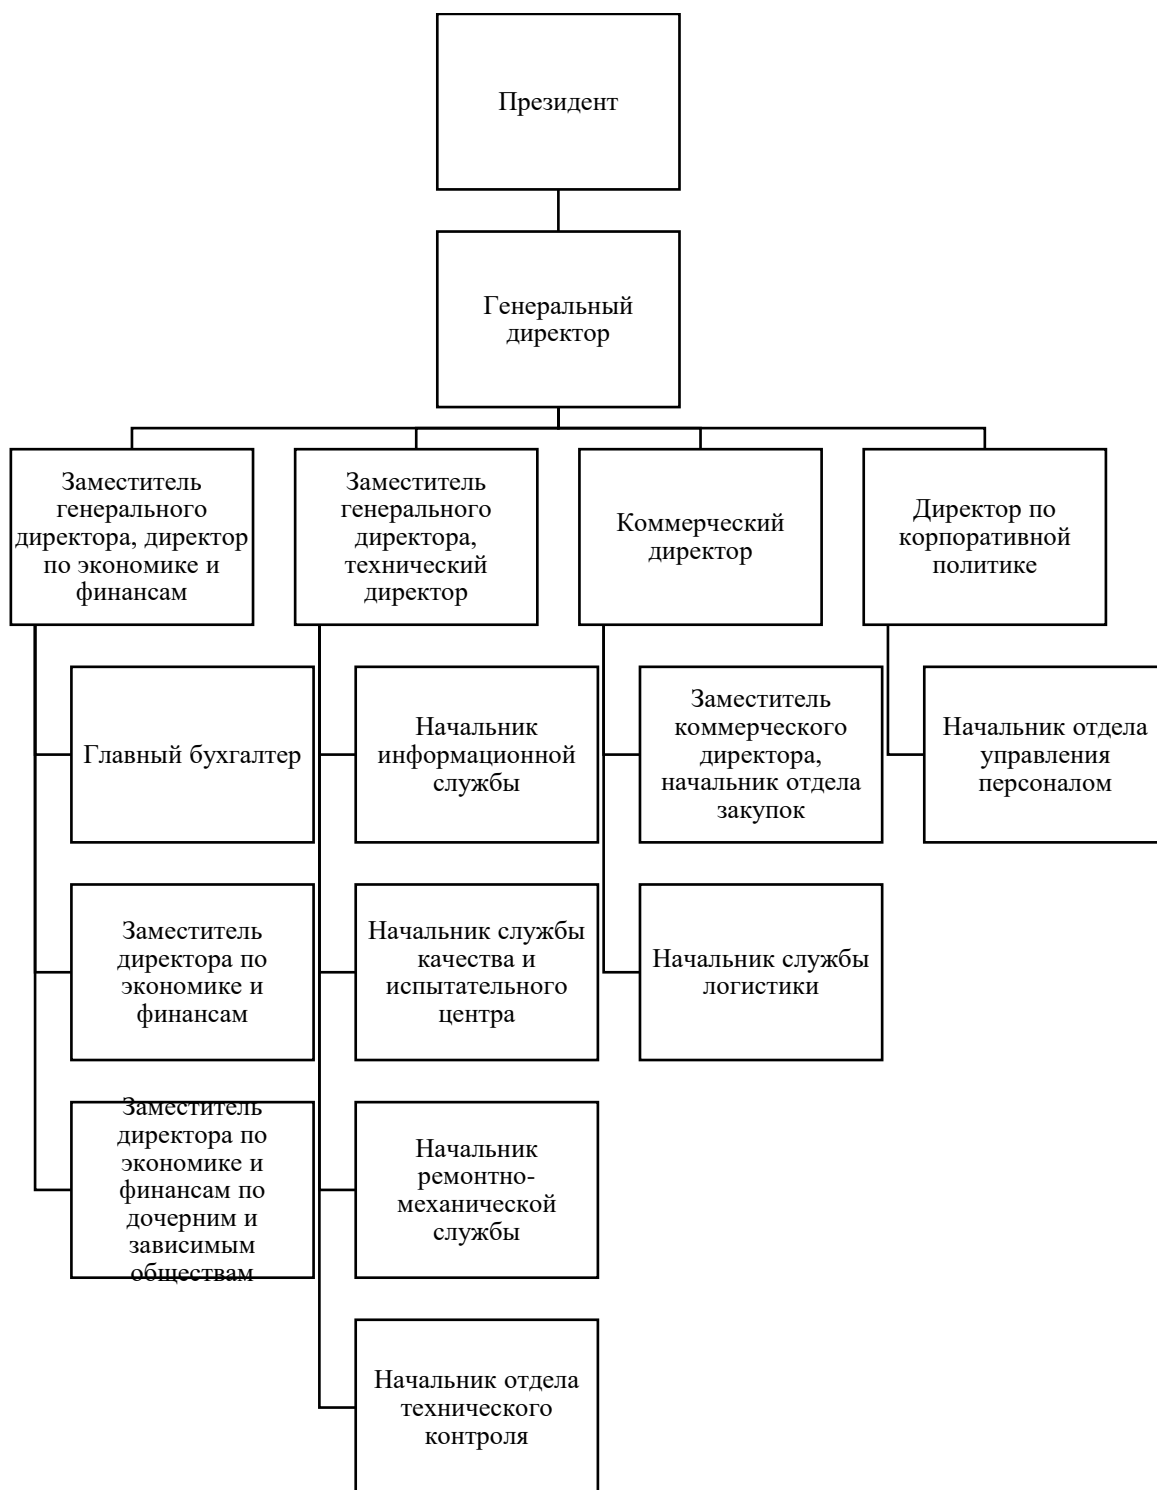 Президент
Генеральный
директор
Заместитель
генерального
директора, директор
по экономике и
финансам
Заместитель
генерального
директора,
технический
директор
Коммерческий
директор
Директор по
корпоративной
политике
Главный бухгалтер
Начальник
информационной
службы
Заместитель
коммерческого
директора,
начальник отдела
закупок
Начальник отдела
управления
персоналом
Заместитель
директора по
экономике и
финансам
Начальник службы
качества и
испытательного
центра
Начальник службы
логистики
Заместитель
директора по
экономике и
финансам по
дочерним и
зависимым
обществам
Начальник
ремонтно-
механической
службы
Начальник отдела
технического
контроля